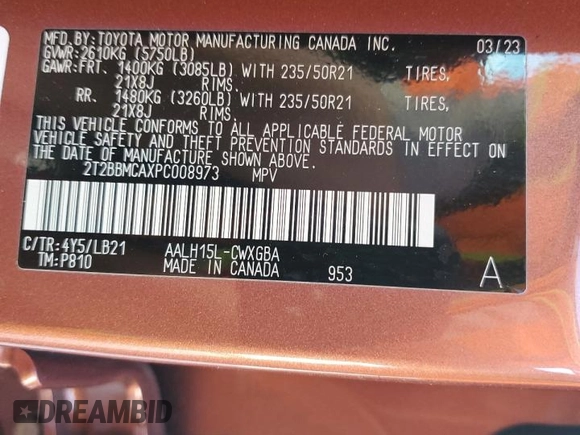 MFD.BY:TOYOTA MOTOR MANUFACTURING CANADA INC. 03/23
GVWR:2610KG (5750LB)
GAWR:FRT. 1400KG (3085LB) WITH 235/50R21 TIRES,
21X8J RIMS.
RR. 1480KG (3260LB) WITH 235/50R21 TIRES,
21X8J RIMS.
THIS VEHICLE CONFORMS TO ALL APPLICABLE FEDERAL MOTOR
VEHICLE SAFETY AND THEFT PREVENTION STANDARDS IN EFFECT ON
THE DATE OF MANUFACTURE SHOWN ABOVE.
2T2BBMCAXPC008973 MPV
C/TR:4Y5/LB21 AALH15L-CWXGBA
TM:P810 MADE IN CANADA 953 A
DREAMBID